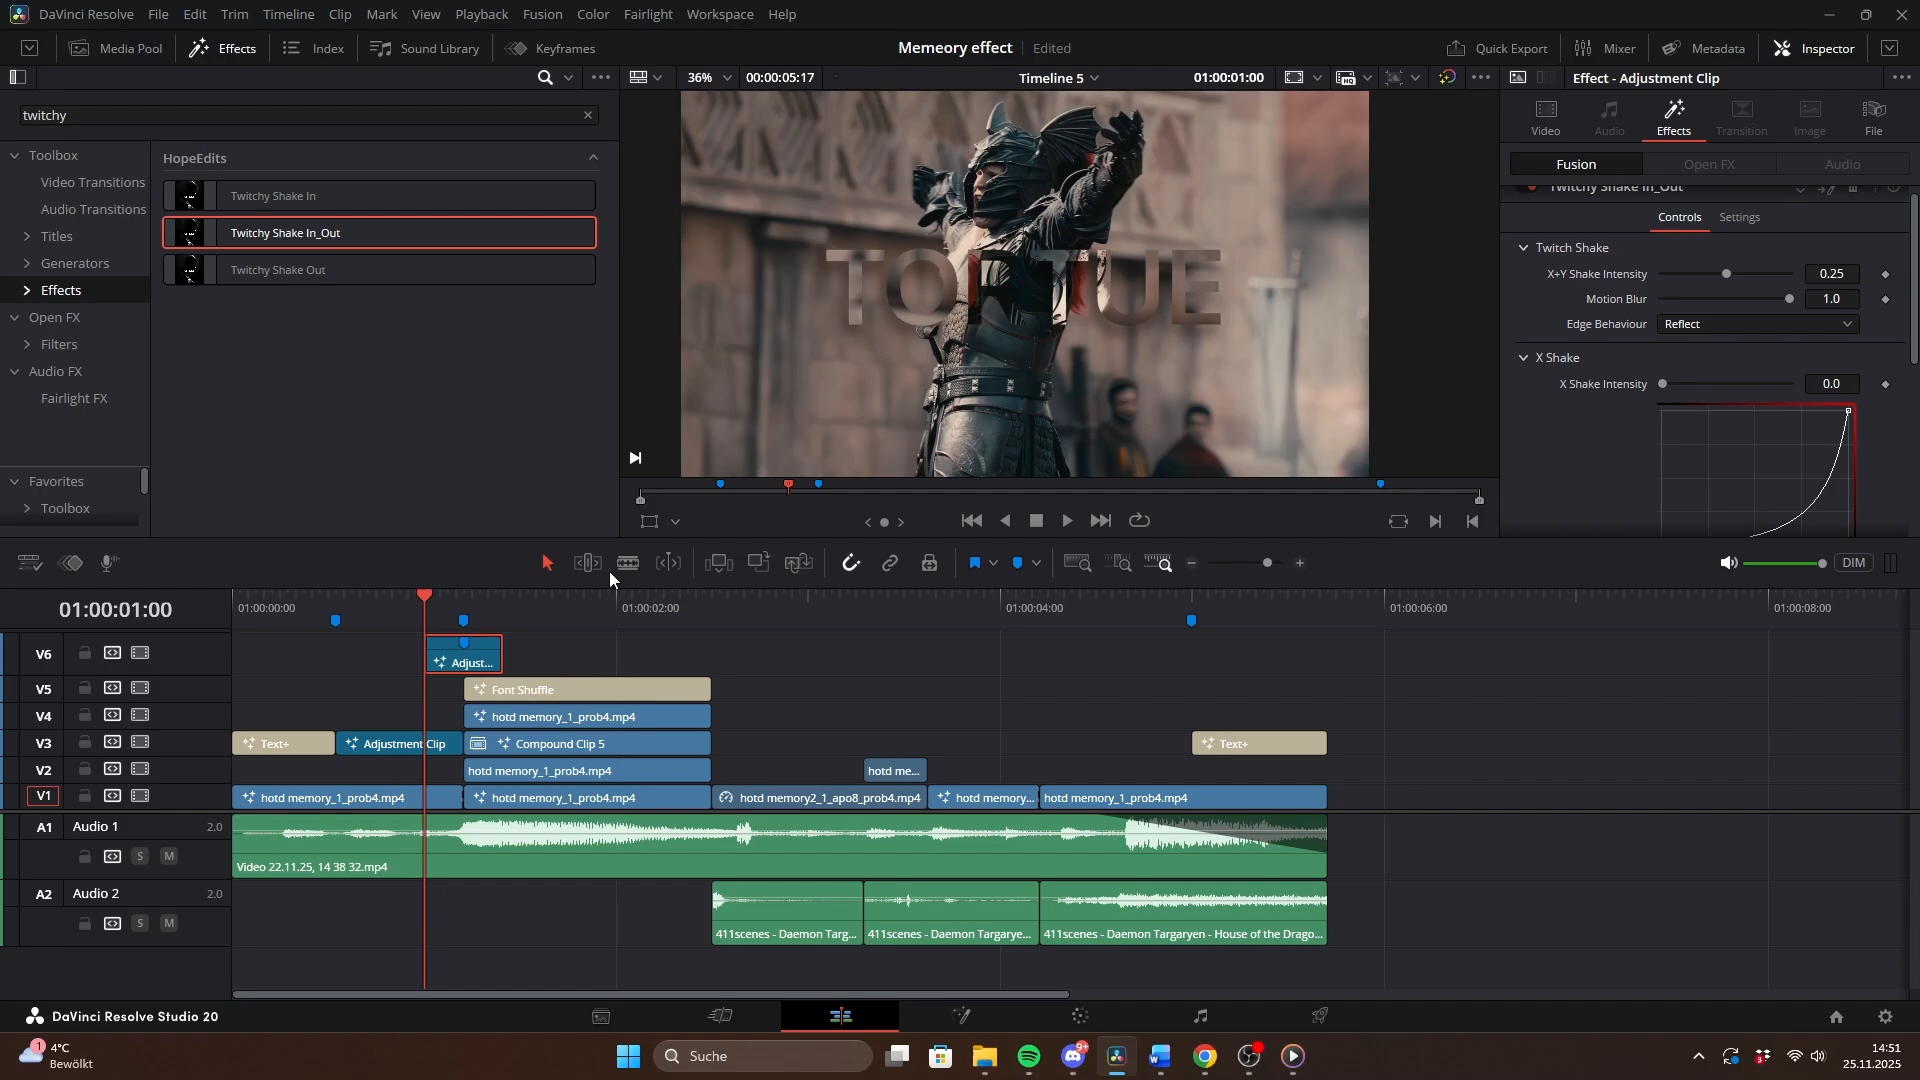 DaVinci Resolve File Edit Trim Timeline Clip Mark View Playback Fusion Color Fairlight Workspace Help
Media Pool Effects Index Sound Library Keyframes Memeory effect Edited Quick Export Mixer Metadata Inspector
36% 00:00:05:17 Timeline 5 01:00:01:00 Effect - Adjustment Clip
twitchy
Video Audio Effects Transition Image File
Toolbox
HopeEdits
Fusion Open FX Audio
Video Transitions
Twitchy Shake In
Twitchy Shake In_Out
Audio Transitions
Controls Settings
Titles
Twitchy Shake In_Out
Twitch Shake
Generators
Twitchy Shake Out
X+Y Shake Intensity 0.25
Effects
TORTUE
Motion Blur 1.0
Open FX
Edge Behaviour Reflect
Filters
X Shake
Audio FX
X Shake Intensity 0.0
Fairlight FX
Favorites
Toolbox
DIM
01:00:01:00
01:00:00:00 01:00:02:00 01:00:04:00 01:00:06:00 01:00:08:00
V6 Adjust...
V5 Font Shuffle
V4 hotd memory_1_prob4.mp4
V3 Text+ Adjustment Clip Compound Clip 5 Text+
V2 hotd memory_1_prob4.mp4 hotd me...
V1 hotd memory_1_prob4.mp4 hotd memory_1_prob4.mp4 hotd memory2_1_apo8_prob4.mp4 hotd memory... hotd memory_1_prob4.mp4
A1 Audio 1 2.0
S M
Video 22.11.25, 14 38 32.mp4
A2 Audio 2 2.0
S M
411scenes - Daemon Targ... 411scenes - Daemon Targarye... 411scenes - Daemon Targaryen - House of the Drago...
DaVinci Resolve Studio 20
1
4°C
Bewölkt
Suche
9+
3
14:51
25.11.2025